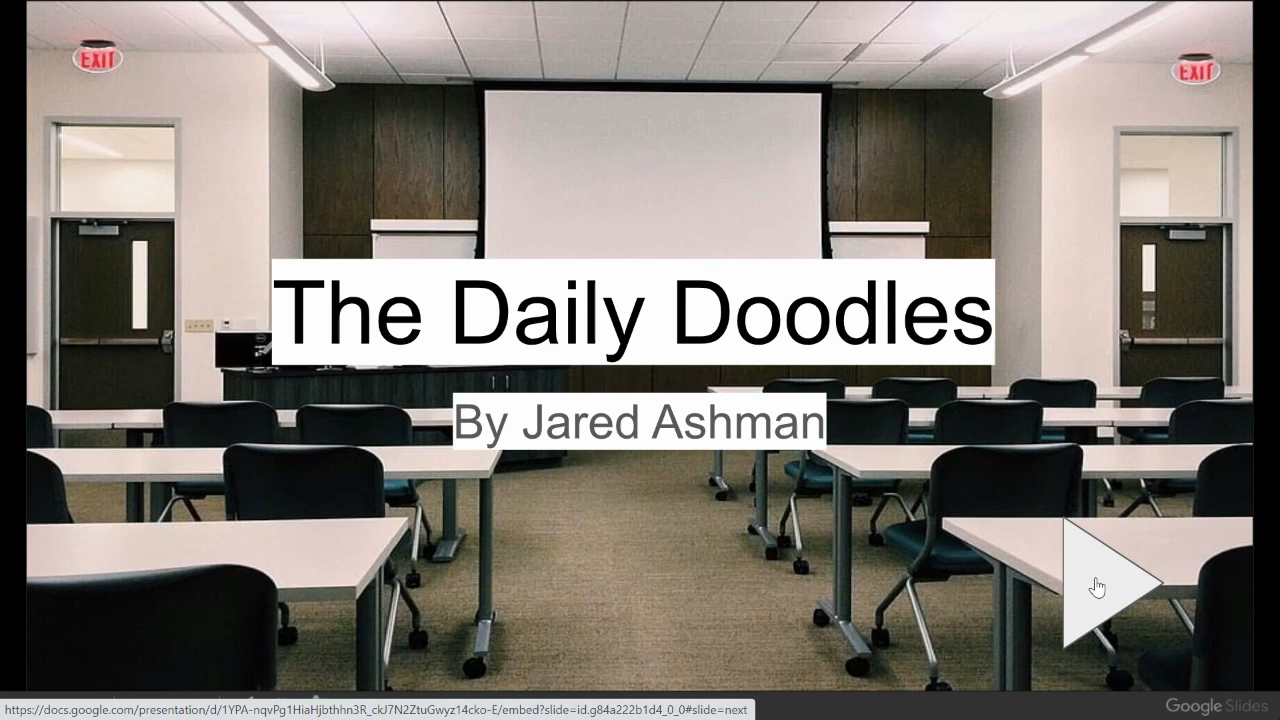 EXIT
EXIT
The Daily Doodles
By Jared Ashman
https://docs.google.com/presentation/d/1YPA-nqvPg1HiaHjbthhn3R_ckJ7N2ZtuGwyz14cko-E/embed?slide=id.g84a222b1d4_0_0#slide=next
Google Slides